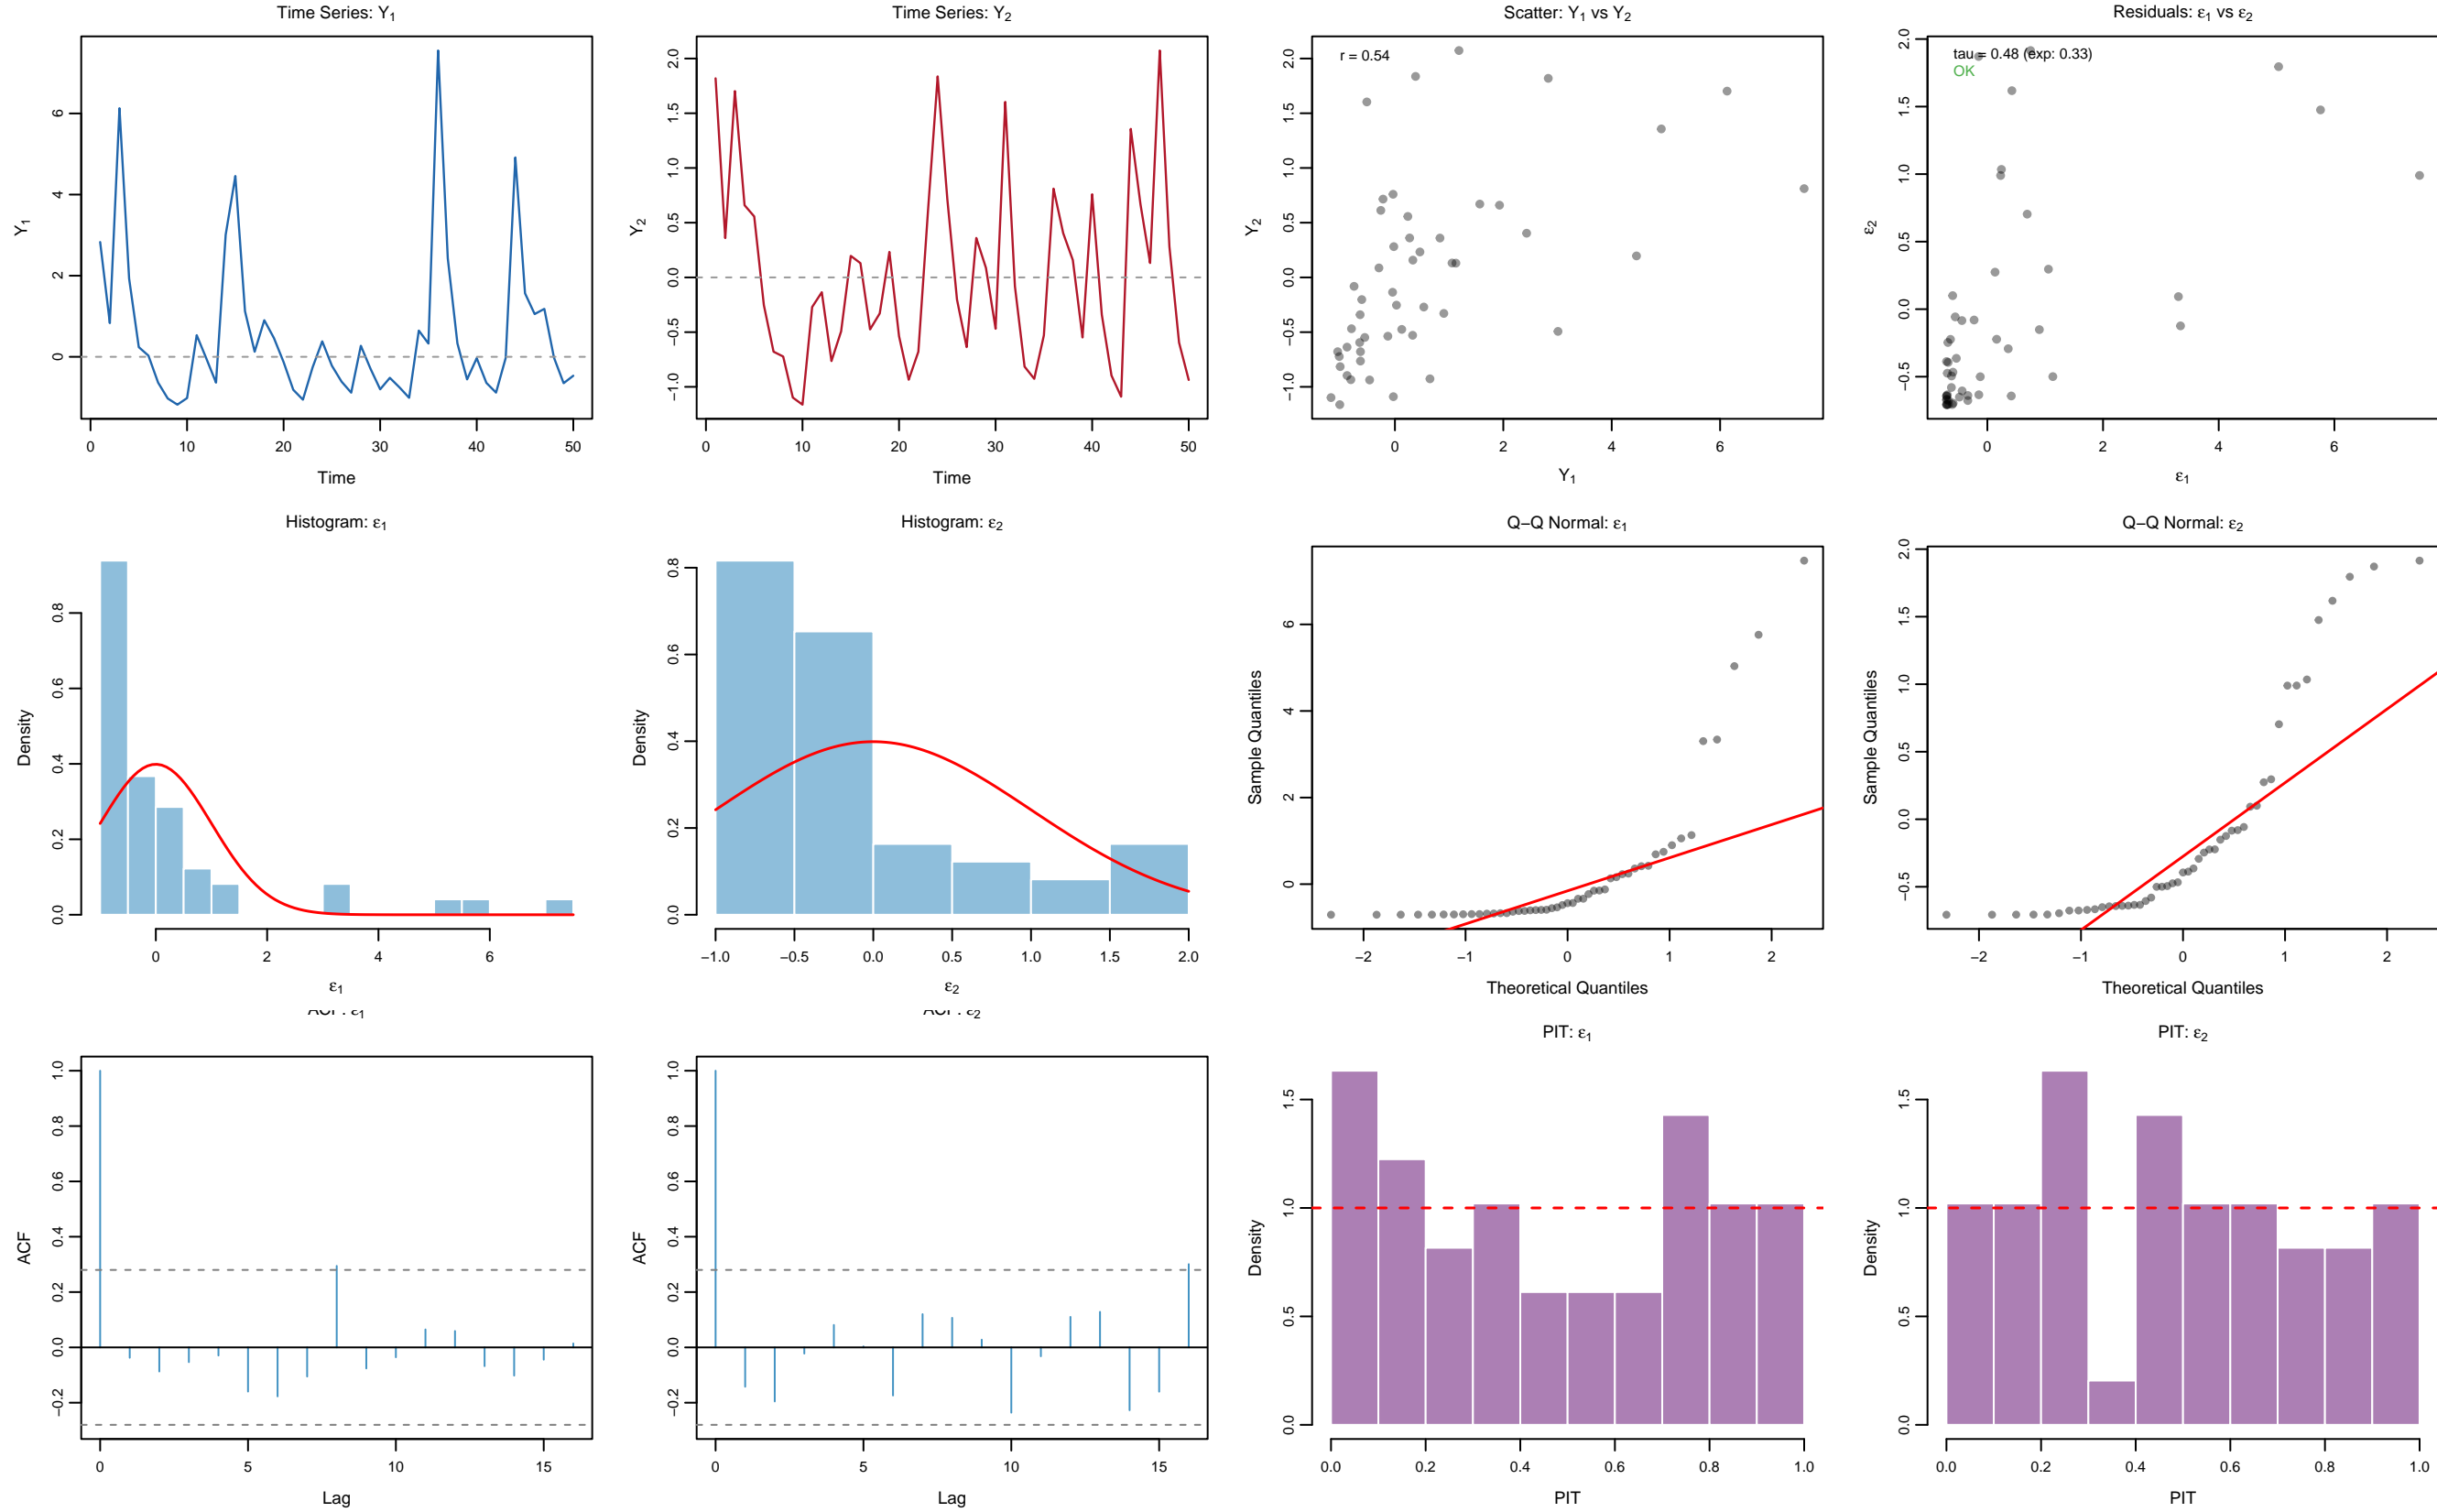 Time Series: Y1
Y1
0 2 4 6
0 10 20 30 40 50
Time
Time Series: Y2
Y2
−1.0 −0.5 0.0 0.5 1.0 1.5 2.0
0 10 20 30 40 50
Time
Scatter: Y1 vs Y2
r = 0.54
Y2
−1.0 −0.5 0.0 0.5 1.0 1.5 2.0
0 2 4 6
Y1
Residuals: ε1 vs ε2
tau = 0.48 (exp: 0.33)
OK
ε2
−0.5 0.0 0.5 1.0 1.5 2.0
0 2 4 6
ε1
Histogram: ε1
Density
0.0 0.2 0.4 0.6 0.8
0 2 4 6
ε1
Histogram: ε2
Density
0.0 0.2 0.4 0.6 0.8
−1.0 −0.5 0.0 0.5 1.0 1.5 2.0
ε2
Q−Q Normal: ε1
Sample Quantiles
0 2 4 6
−2 −1 0 1 2
Theoretical Quantiles
Q−Q Normal: ε2
Sample Quantiles
−0.5 0.0 0.5 1.0 1.5 2.0
−2 −1 0 1 2
Theoretical Quantiles
ACF: ε1
ACF
−0.2 0.0 0.2 0.4 0.6 0.8 1.0
0 5 10 15
Lag
ACF: ε2
ACF
−0.2 0.0 0.2 0.4 0.6 0.8 1.0
0 5 10 15
Lag
PIT: ε1
Density
0.0 0.5 1.0 1.5
0.0 0.2 0.4 0.6 0.8 1.0
PIT
PIT: ε2
Density
0.0 0.5 1.0 1.5
0.0 0.2 0.4 0.6 0.8 1.0
PIT